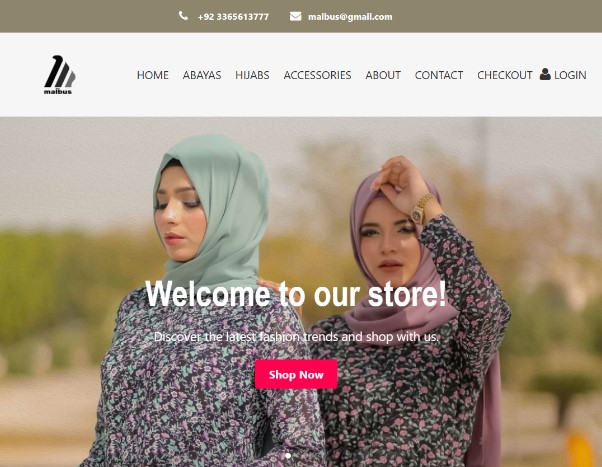 +92 3365613777 malbus@gmail.com
maibus
HOME ABAYAS HIJABS ACCESSORIES ABOUT CONTACT CHECKOUT LOGIN
Welcome to our store!
Discover the latest fashion trends and shop with us.
Shop Now